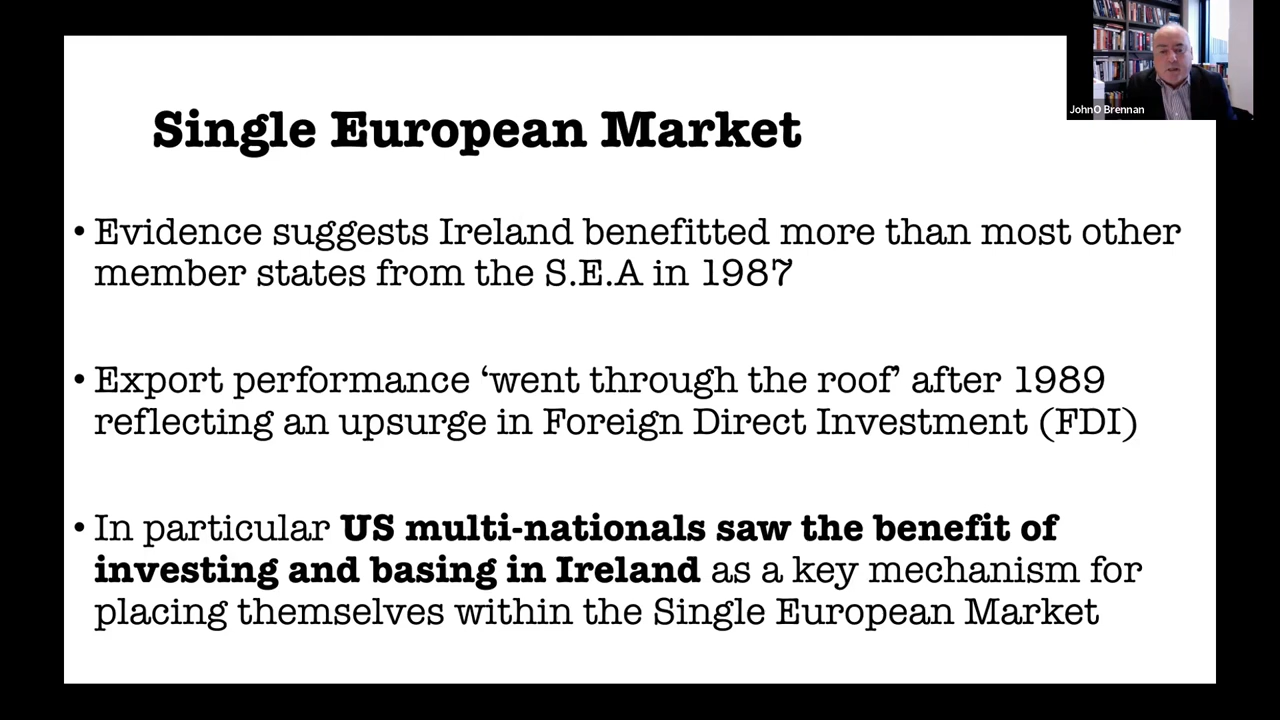 JohnO Brennan
Single European Market
• Evidence suggests Ireland benefitted more than most other
member states from the S.E.A in 1987
• Export performance ‘went through the roof’ after 1989
reflecting an upsurge in Foreign Direct Investment (FDI)
• In particular US multi-nationals saw the benefit of
investing and basing in Ireland as a key mechanism for
placing themselves within the Single European Market